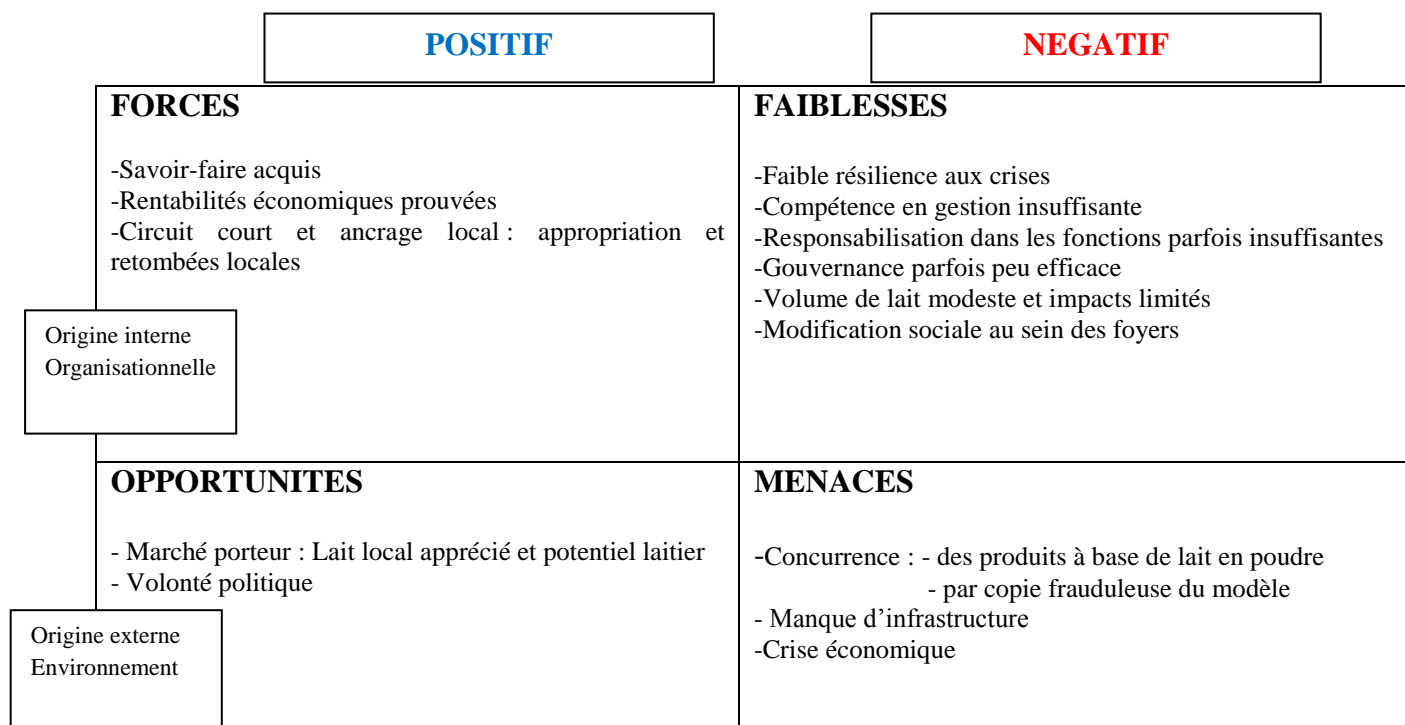 POSITIF
NEGATIF
FORCES
-Savoir-faire acquis
-Rentabilités économiques prouvées
-Circuit court et ancrage local : appropriation et
retombées locales
FAIBLESSES
-Faible résilience aux crises
-Compétence en gestion insuffisante
-Responsabilisation dans les fonctions parfois insuffisantes
-Gouvernance parfois peu efficace
-Volume de lait modeste et impacts limités
-Modification sociale au sein des foyers
Origine interne
Organisationnelle
OPPORTUNITES
- Marché porteur : Lait local apprécié et potentiel laitier
- Volonté politique
MENACES
-Concurrence : - des produits à base de lait en poudre
- par copie frauduleuse du modèle
- Manque d’infrastructure
-Crise économique
Origine externe
Environnement